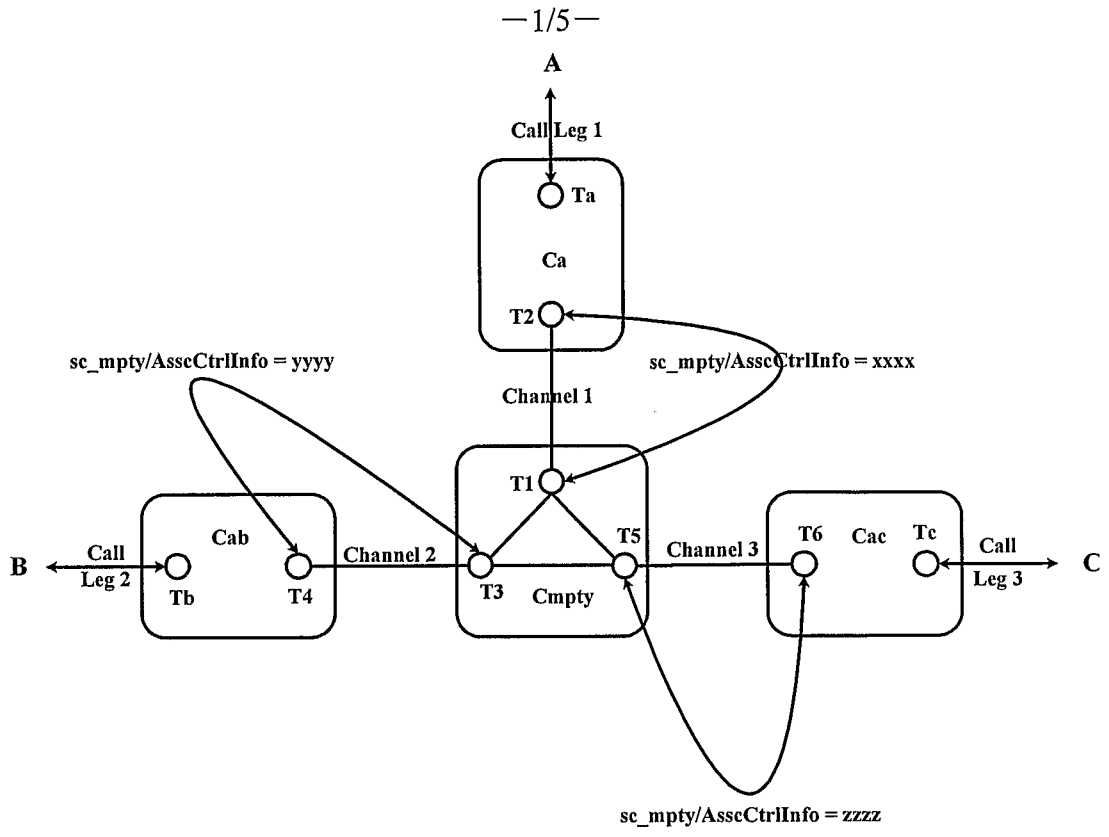 —1/5—
A
Call Leg 1
Ta
Ca
T2
sc_mpty/AsscCtrlInfo = yyyy
sc_mpty/AsscCtrlInfo = xxxx
Channel 1
T1
Cab
T5
T6
Cac
Tc
B
Call
Leg 2
Channel 2
Channel 3
Call
Leg 3
C
Tb
T4
T3
Cmpty
sc_mpty/AsscCtrlInfo = zzzz